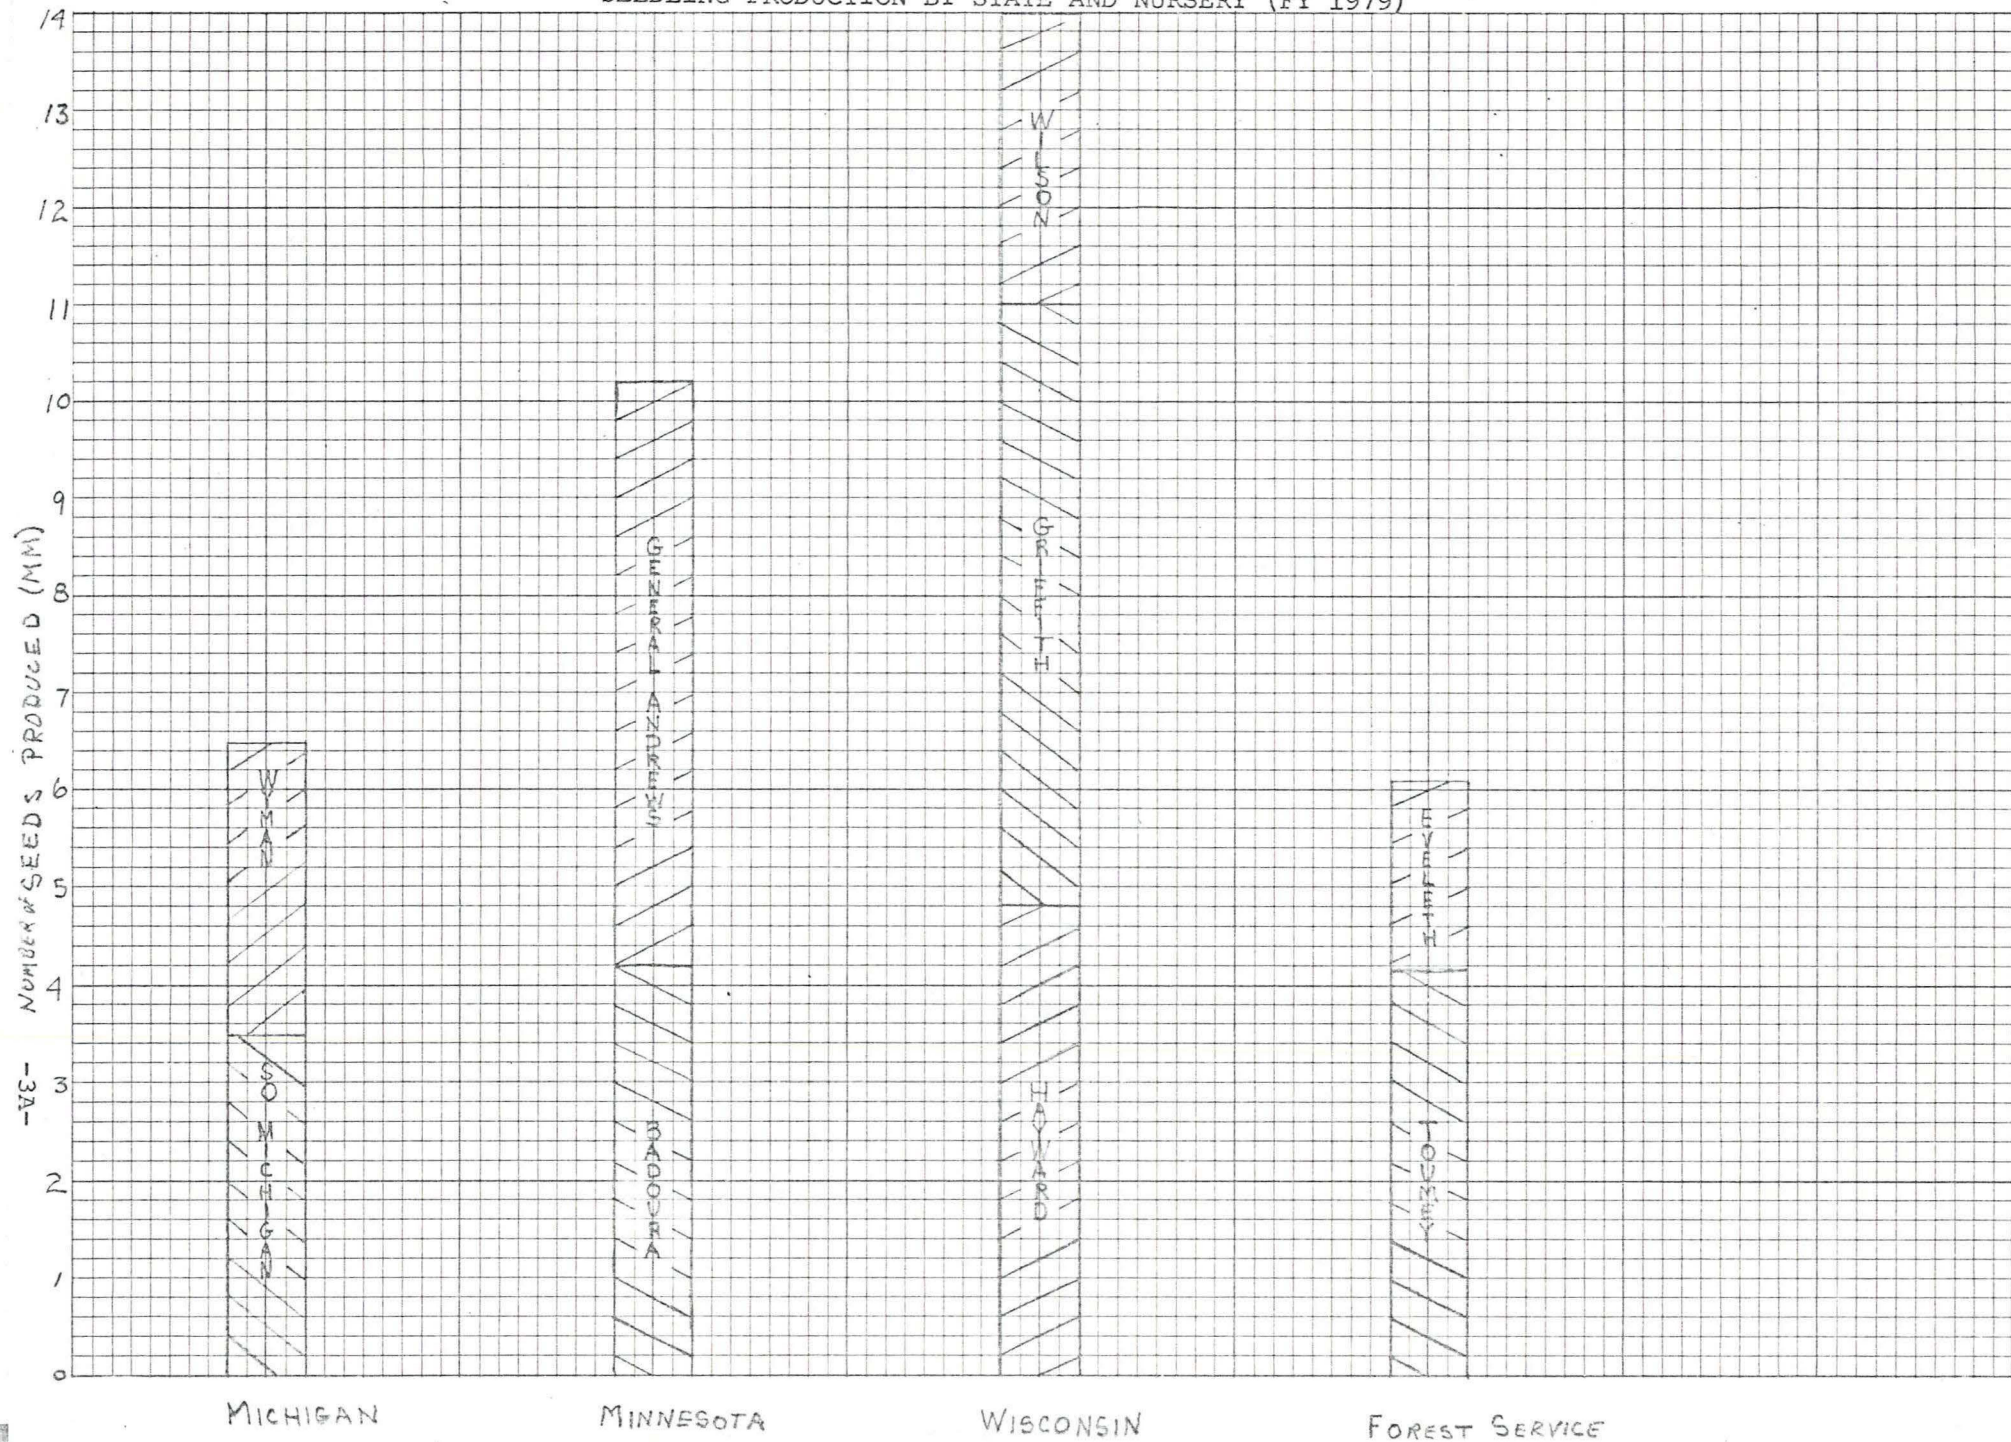 SEEDLING PRODUCTION BY STATE AND NURSERY (FY 1979)
14
13
12
11
10
9
8
7
6
5
4
3
2
1
0
NUMBER of SEEDS PRODUCED (MM)
-3A-
WYMAN
SO MICHIGAN
GENERAL ANDREWS
BADOURA
WILSON
GRIFFITH
HAYWARD
EVELETH
TOUMEY
MICHIGAN
MINNESOTA
WISCONSIN
FOREST SERVICE